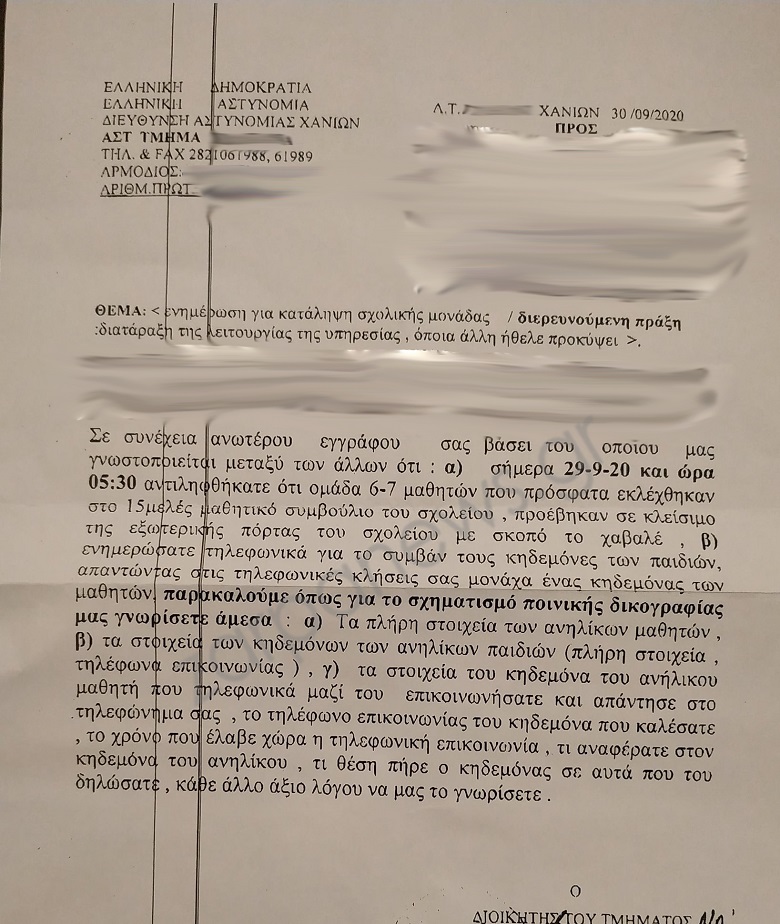 ΕΛΛΗΝΙΚΗ ΔΗΜΟΚΡΑΤΙΑ
ΕΛΛΗΝΙΚΗ ΑΣΤΥΝΟΜΙΑ
ΔΙΕΥΘΥΝΣΗ ΑΣΤΥΝΟΜΙΑΣ ΧΑΝΙΩΝ
ΑΣΤ ΤΜΗΜΑ
ΤΗΛ. & FAX 2821061988, 61989
ΑΡΜΟΔΙΟΣ:
ΑΡΙΘΜ.ΠΡΩΤ.
Λ.Τ. ΧΑΝΙΩΝ 30 /09/2020
ΠΡΟΣ
ΘΕΜΑ: < ενημέρωση για κατάληψη σχολικής μονάδας / διερευνούμενη πράξη
:διατάραξη της λειτουργίας της υπηρεσίας , όποια άλλη ήθελε προκύψει >.
Σε συνέχεια ανωτέρου εγγράφου σας βάσει του οποίου μας
γνωστοποιείται μεταξύ των άλλων ότι : α) σήμερα 29-9-20 και ώρα
05:30 αντιληφθήκατε ότι ομάδα 6-7 μαθητών που πρόσφατα εκλέχθηκαν
στο 15μελές μαθητικό συμβούλιο του σχολείου , προέβηκαν σε κλείσιμο
της εξωτερικής πόρτας του σχολείου με σκοπό το χαβαλέ , β)
ενημερώσατε τηλεφωνικά για το συμβάν τους κηδεμόνες των παιδιών,
απαντώντας στις τηλεφωνικές κλήσεις σας μονάχα ένας κηδεμόνας των
μαθητών, παρακαλούμε όπως για το σχηματισμό ποινικής δικογραφίας
μας γνωρίσετε άμεσα : α) Τα πλήρη στοιχεία των ανηλίκων μαθητών ,
β) τα στοιχεία των κηδεμόνων των ανηλίκων παιδιών (πλήρη στοιχεία ,
τηλέφωνα επικοινωνίας ) , γ) τα στοιχεία του κηδεμόνα του ανήλικου
μαθητή που τηλεφωνικά μαζί του επικοινωνήσατε και απάντησε στο
τηλεφώνημα σας , το τηλέφωνο επικοινωνίας του κηδεμόνα που καλέσατε
, το χρόνο που έλαβε χώρα η τηλεφωνική επικοινωνία , τι αναφέρατε στον
κηδεμόνα του ανηλίκου , τι θέση πήρε ο κηδεμόνας σε αυτά που του
δηλώσατε , κάθε άλλο άξιο λόγου να μας το γνωρίσετε .
Ο
ΔΙΟΙΚΗΤΗΣ ΤΟΥ ΤΜΗΜΑΤΟΣ